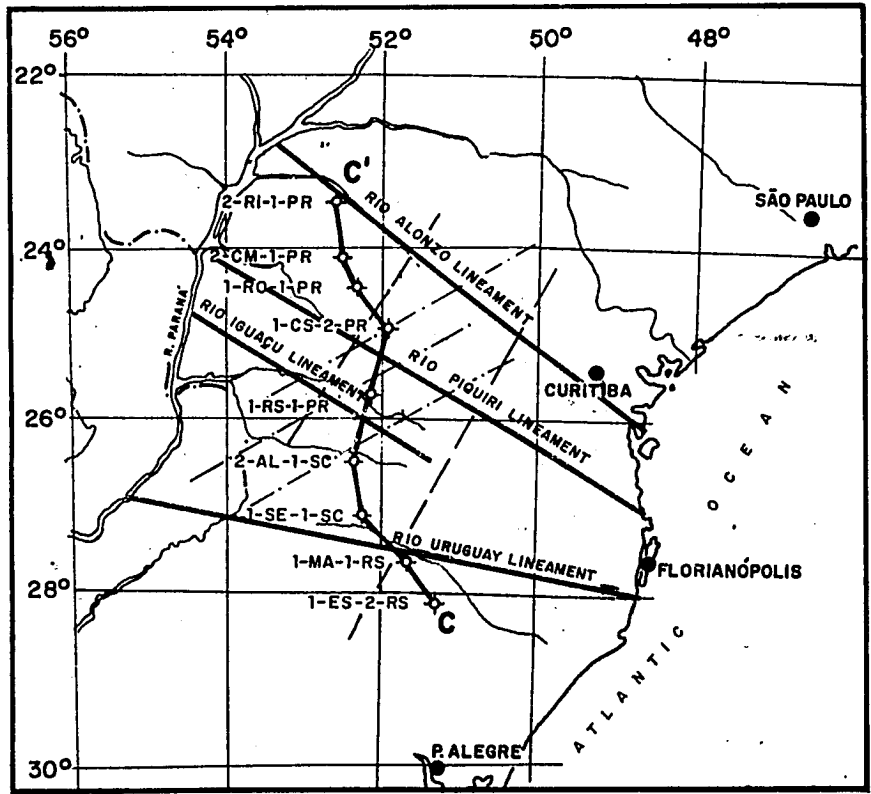 56° 54° 52° 50° 48°
22°
C'
2-RI-1-PR
RIO ALONZO LINEAMENT
SÃO PAULO
24°
2-CM-1-PR
1-RO-1-PR
R. PARANÁ
RIO IGUAÇU LINEAMENT
1-CS-2-PR
RIO PIQUIRI LINEAMENT
CURITIBA
1-RS-1-PR
26°
2-AL-1-SC
1-SE-1-SC
RIO URUGUAY LINEAMENT
1-MA-1-RS
FLORIANÓPOLIS
28°
1-ES-2-RS
C
ATLANTIC
OCEAN
P. ALEGRE
30°